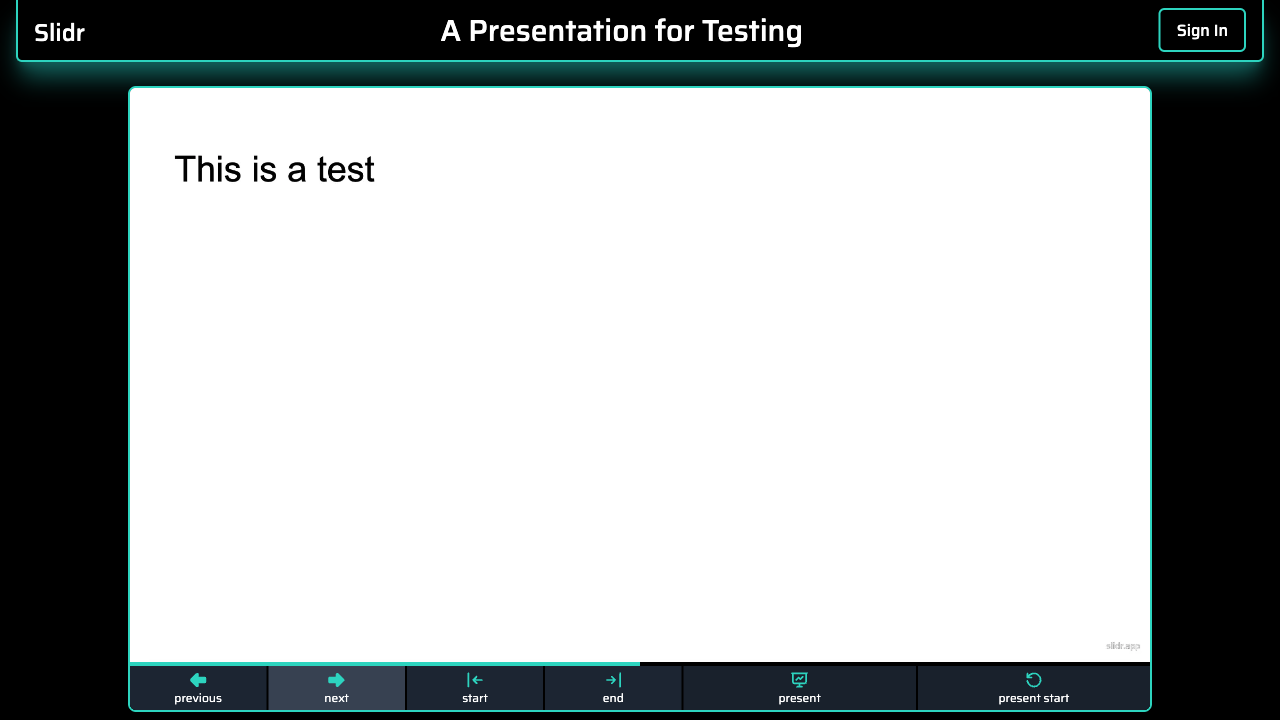 Slidr
A Presentation for Testing
Sign In
This is a test
slidr.app
previous
next
start
end
present
present start